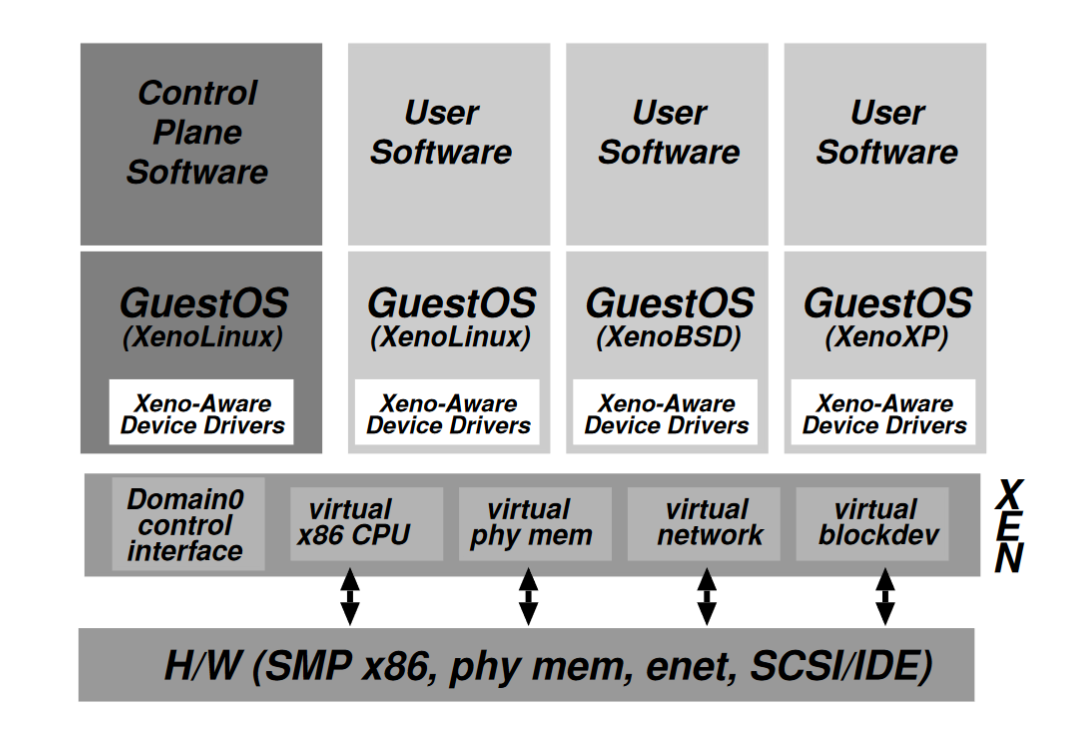 Control
Plane
Software
User
Software
User
Software
User
Software
GuestOS
(XenoLinux)
Xeno-Aware
Device Drivers
GuestOS
(XenoLinux)
Xeno-Aware
Device Drivers
GuestOS
(XenoBSD)
Xeno-Aware
Device Drivers
GuestOS
(XenoXP)
Xeno-Aware
Device Drivers
Domain0
control
interface
virtual
x86 CPU
virtual
phy mem
virtual
network
virtual
blockdev
X
E
N
H/W (SMP x86, phy mem, enet, SCSI/IDE)